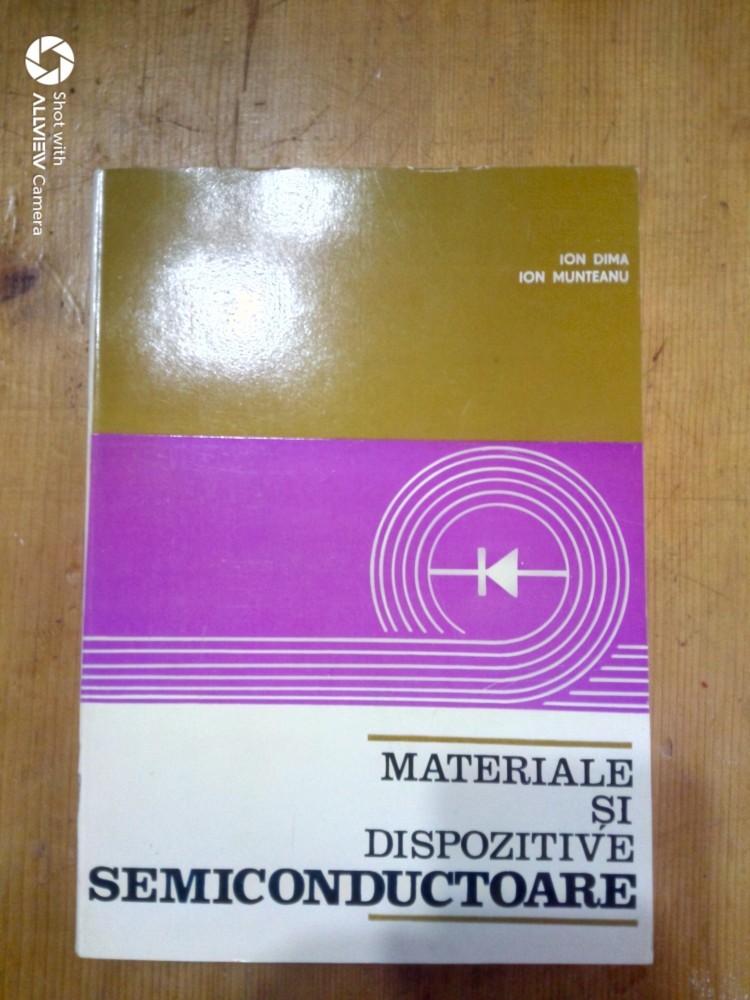 Shot with
ALLVIEW Camera
ION DIMA
ION MUNTEANU
MATERIALE
ȘI
DISPOZITIVE
SEMICONDUCTOARE